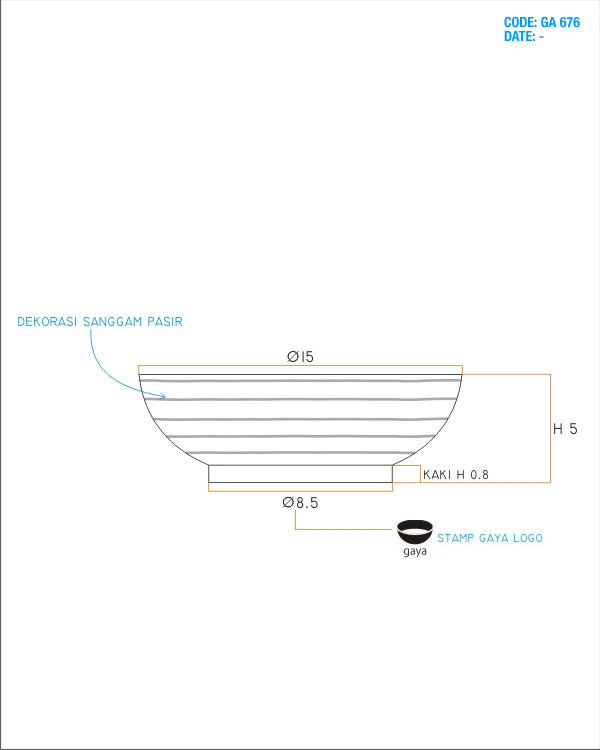 CODE: GA 676
DATE: -
DEKORASI SANGGAM PASIR
Ø15
H 5
KAKI H 0.8
Ø8.5
STAMP GAYA LOGO
gaya